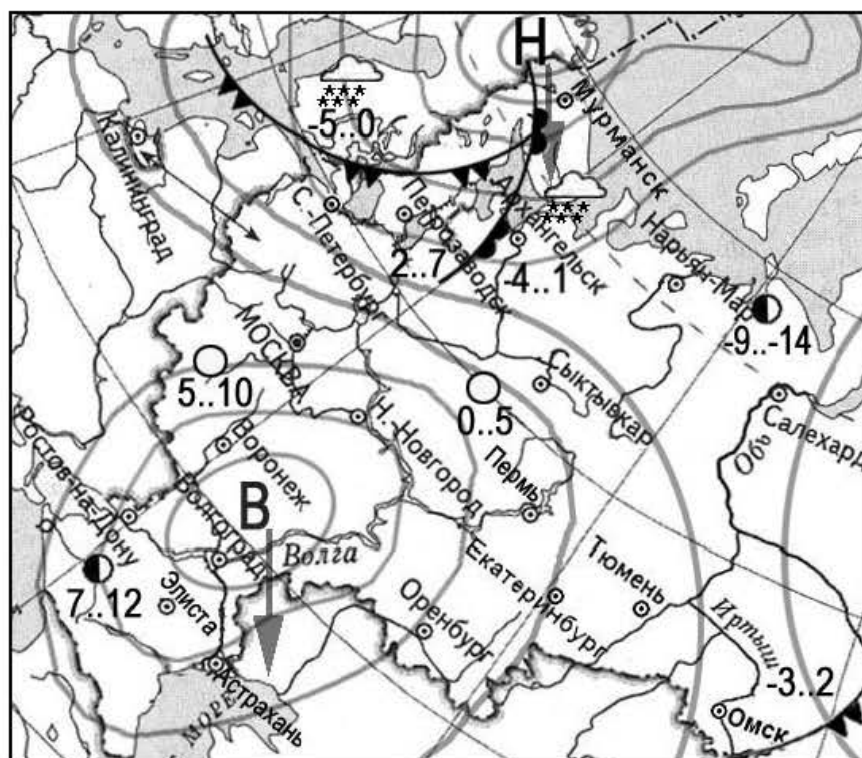 Н
Мурманск
-5..0
Калининград
С.-Петербург
Петрозаводск
Архангельск
Нарьян-Мар
2..7
-4..1
-9..-14
МОСКВА
5..10
Сыктывкар
0..5
Салехард
Обь
Н.-Новгород
Пермь
Воронеж
Ростов-на-Дону
Волгоград
В
Волга
Екатеринбург
Тюмень
Элиста
7..12
Оренбург
Иртыш
-3..2
Астрахань
МОРЕ
Омск